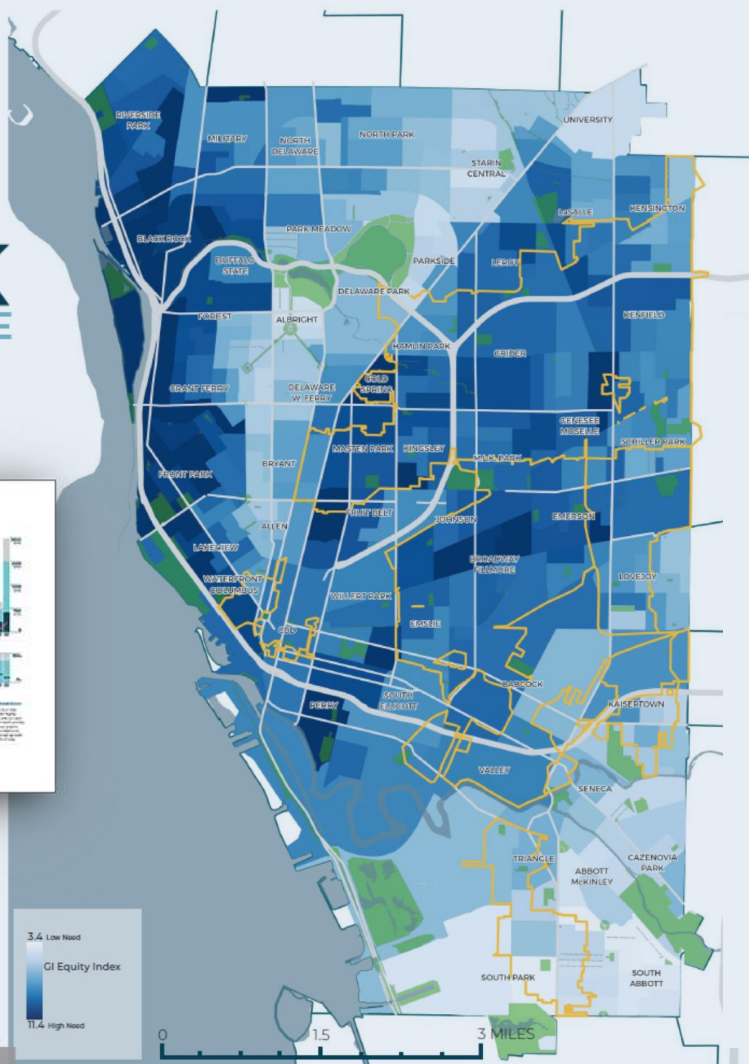 UNIVERSITY
RIVERSIDE
PARK
MILITARY
NORTH
DELAWARE
NORTH PARK
STARIN
CENTRAL
LaSALLE
KENSINGTON
BLACK ROCK
PARK MEADOW
BUFFALO
STATE
PARKSIDE
LEROY
DELAWARE PARK
FOREST
ALBRIGHT
KENFIELD
HAMLIN PARK
GRIDER
GRANT FERRY
DELAWARE
W. FERRY
COLD
SPRING
GENESEE
MOSELLE
SCHILLER PARK
MASTEN PARK
KINGSLEY
M.L.K. PARK
BRYANT
FRONT PARK
FRUIT BELT
JOHNSON
EMERSON
ALLEN
LAKEVIEW
BROADWAY
FILLMORE
LOVEJOY
WATERFRONT
COLUMBUS
WILLERT PARK
CBD
EMSLIE
BABCOCK
PERRY
SOUTH
ELLICOTT
KAISERTOWN
VALLEY
SENECA
TRIANGLE
ABBOTT
McKINLEY
CAZENOVIA
PARK
SOUTH PARK
SOUTH
ABBOTT
3.4 Low Need
GI Equity Index
11.4 High Need
0 1.5 3 MILES